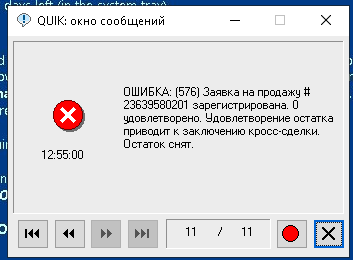 days left (in the system tray)
QUIK: окно сообщений
ОШИБКА: (576) Заявка на продажу #
23639580201 зарегистрирована. 0
удовлетворено. Удовлетворение остатка
приводит к заключению кросс-сделки.
Остаток снят.
12:55:00
11 / 11